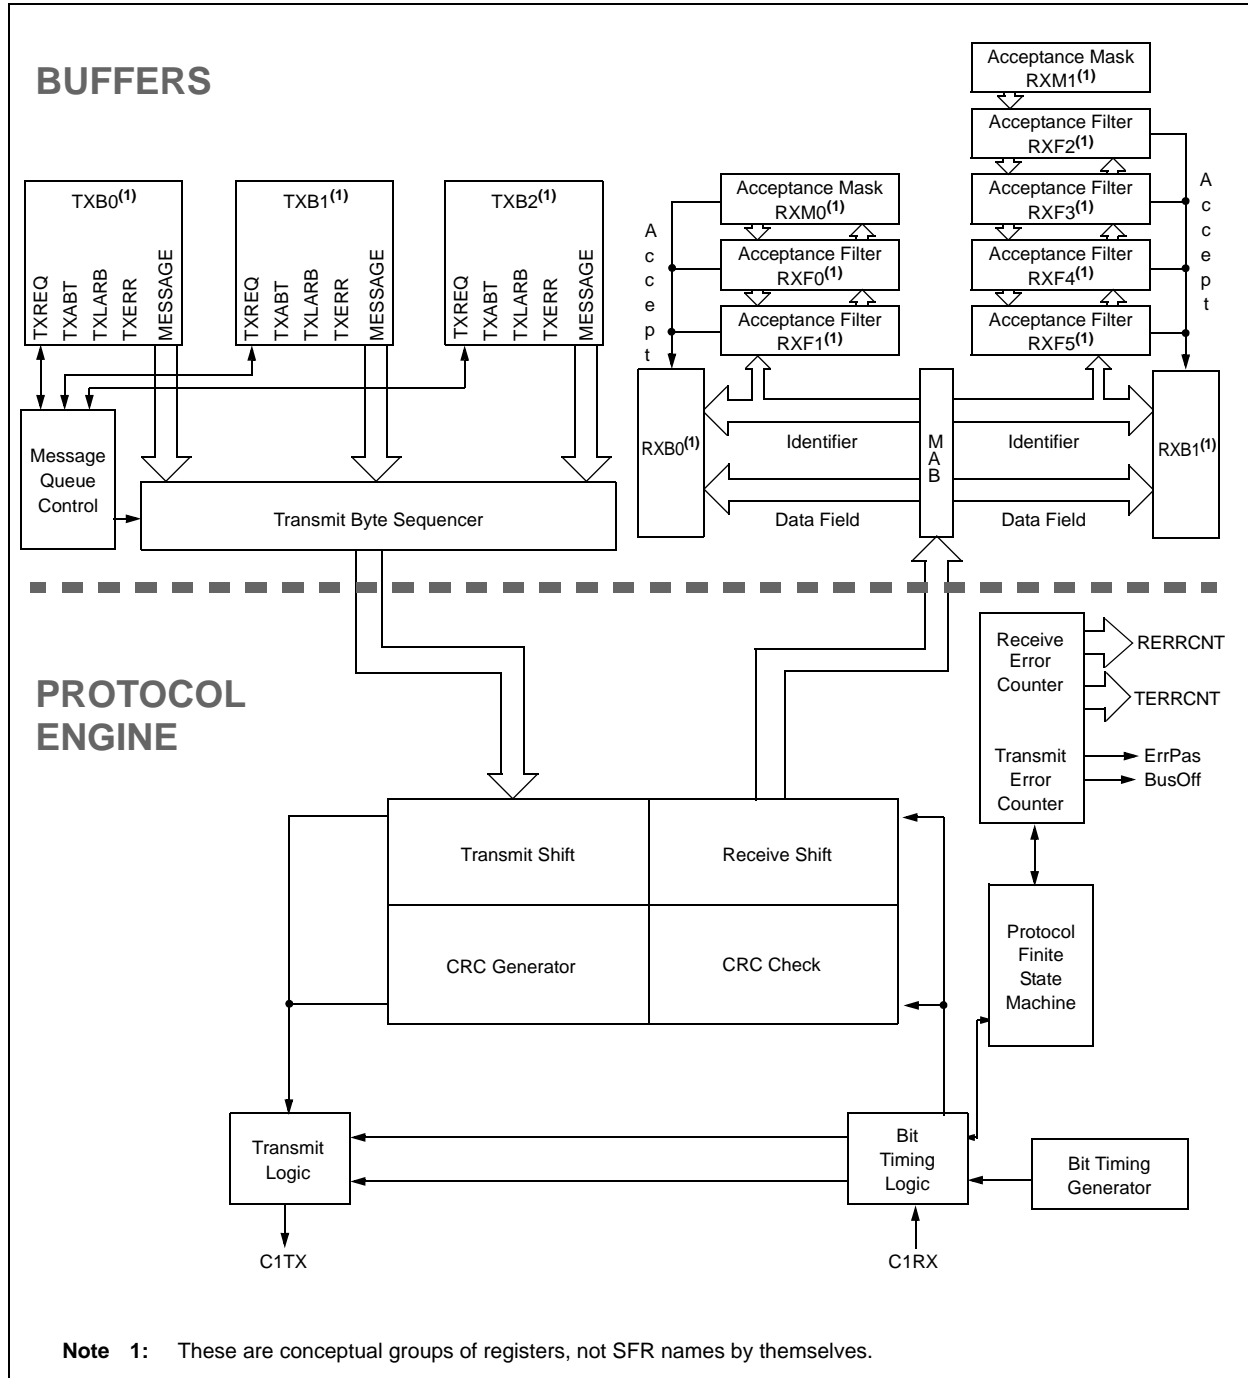 BUFFERS
Acceptance Mask
RXM1(1)
Acceptance Filter
RXF2(1)
Acceptance Filter
RXF3(1)
Acceptance Filter
RXF4(1)
Acceptance Filter
RXF5(1)
Accept
Acceptance Mask
RXM0(1)
Acceptance Filter
RXF0(1)
Acceptance Filter
RXF1(1)
Accept
TXB0(1)
TXREQ
TXABT
TXLARB
TXERR
MESSAGE
TXB1(1)
TXREQ
TXABT
TXLARB
TXERR
MESSAGE
TXB2(1)
TXREQ
TXABT
TXLARB
TXERR
MESSAGE
Message
Queue
Control
Transmit Byte Sequencer
RXB0(1)
Identifier
Data Field
MAB
Identifier
Data Field
RXB1(1)
PROTOCOL
ENGINE
Receive
Error
Counter
RERRCNT
TERRCNT
Transmit
Error
Counter
ErrPas
BusOff
Transmit Shift
Receive Shift
CRC Generator
CRC Check
Protocol
Finite
State
Machine
Transmit
Logic
Bit
Timing
Logic
Bit Timing
Generator
C1TX
C1RX
Note 1: These are conceptual groups of registers, not SFR names by themselves.